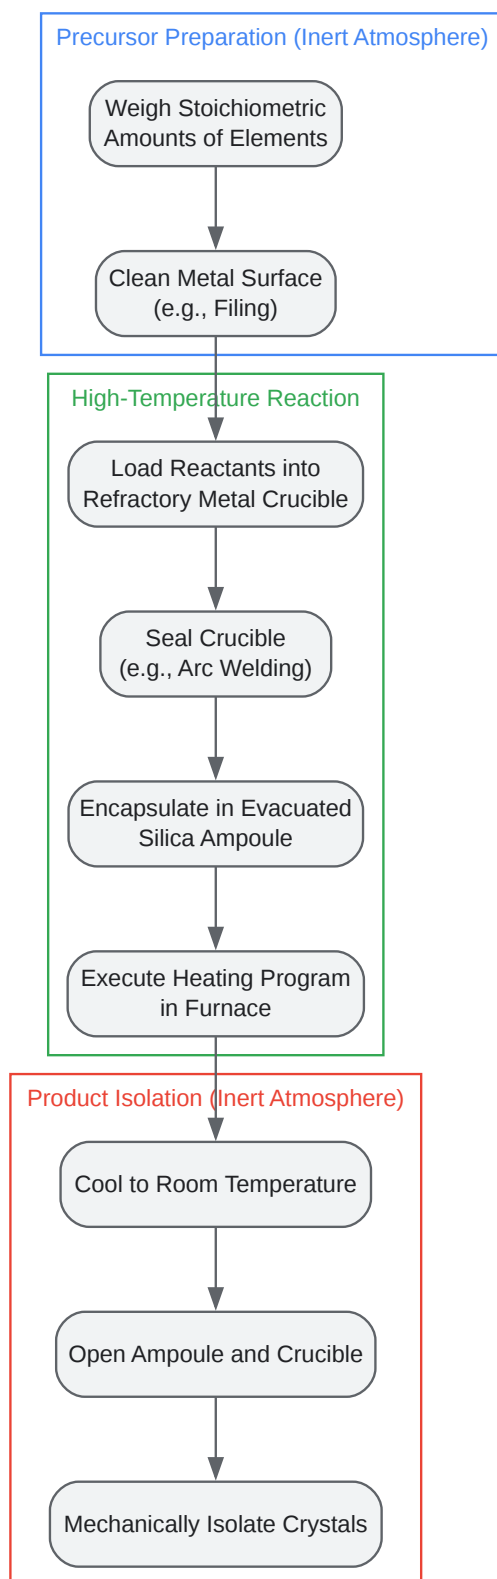 Precursor Preparation (Inert Atmosphere)
Weigh Stoichiometric
Amounts of Elements
Clean Metal Surface
(e.g., Filing)
High-Temperature Reaction
Load Reactants into
Refractory Metal Crucible
Seal Crucible
(e.g., Arc Welding)
Encapsulate in Evacuated
Silica Ampoule
Execute Heating Program
in Furnace
Product Isolation (Inert Atmosphere)
Cool to Room Temperature
Open Ampoule and Crucible
Mechanically Isolate Crystals